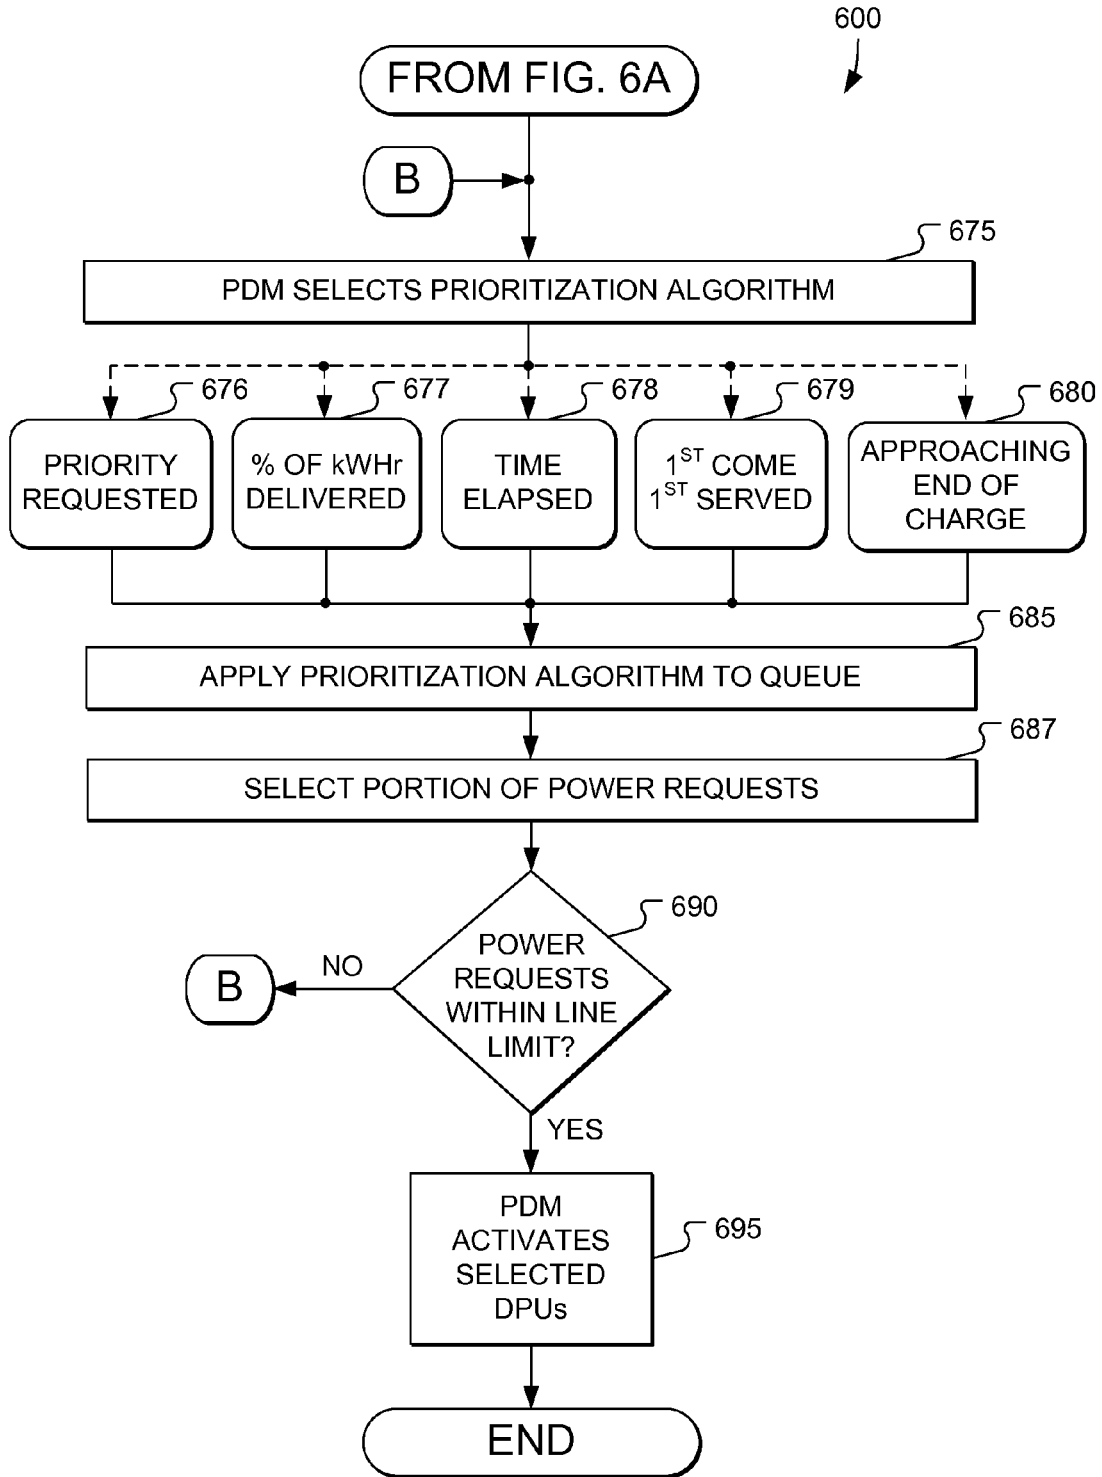 600
FROM FIG. 6A
B
675
PDM SELECTS PRIORITIZATION ALGORITHM
676
677
678
679
680
PRIORITY
REQUESTED
% OF kWHr
DELIVERED
TIME
ELAPSED
1ST COME
1ST SERVED
APPROACHING
END OF
CHARGE
685
APPLY PRIORITIZATION ALGORITHM TO QUEUE
687
SELECT PORTION OF POWER REQUESTS
690
POWER
REQUESTS
WITHIN LINE
LIMIT?
NO
B
YES
PDM
ACTIVATES
SELECTED
DPUs
695
END